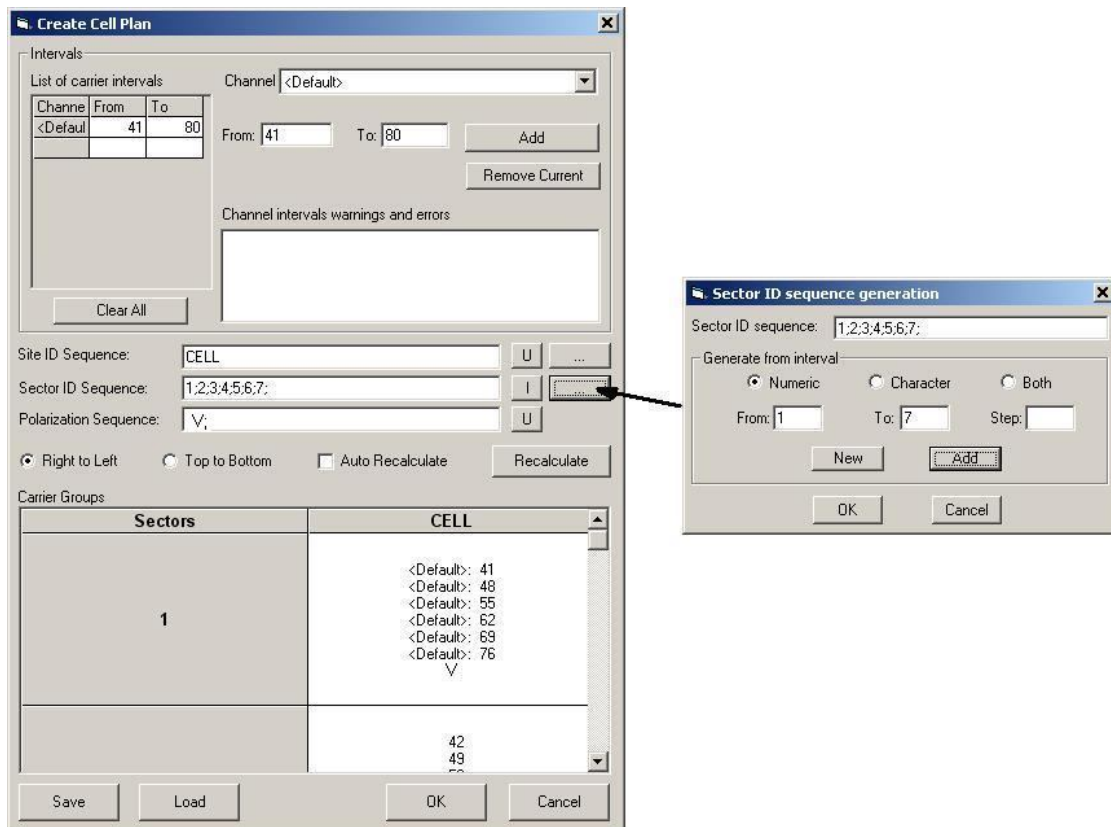 Create Cell Plan
Intervals
List of carrier intervals
Channel <Default>
Channe From To
<Defaul 41 80
From: 41 To: 80 Add
Remove Current
Channel intervals warnings and errors
Clear All
Site ID Sequence: CELL U ...
Sector ID Sequence: 1;2;3;4;5;6;7; I ...
Polarization Sequence: V; U
Right to Left Top to Bottom Auto Recalculate Recalculate
Carrier Groups
Sectors CELL
1
<Default>: 41
<Default>: 48
<Default>: 55
<Default>: 62
<Default>: 69
<Default>: 76
V
42
49
Save Load OK Cancel
Sector ID sequence generation
Sector ID sequence: 1;2;3;4;5;6;7;
Generate from interval
Numeric Character Both
From: 1 To: 7 Step:
New Add
OK Cancel